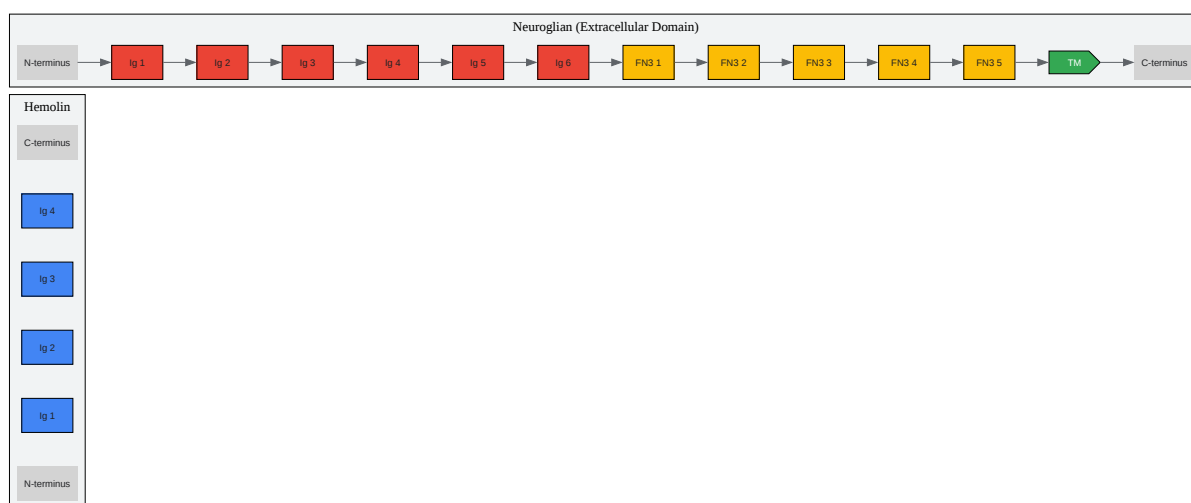 Neuroglian (Extracellular Domain)
N-terminus Ig 1 Ig 2 Ig 3 Ig 4 Ig 5 Ig 6 FN3 1 FN3 2 FN3 3 FN3 4 FN3 5 TM C-terminus
Hemolin
C-terminus
Ig 4
Ig 3
Ig 2
Ig 1
N-terminus